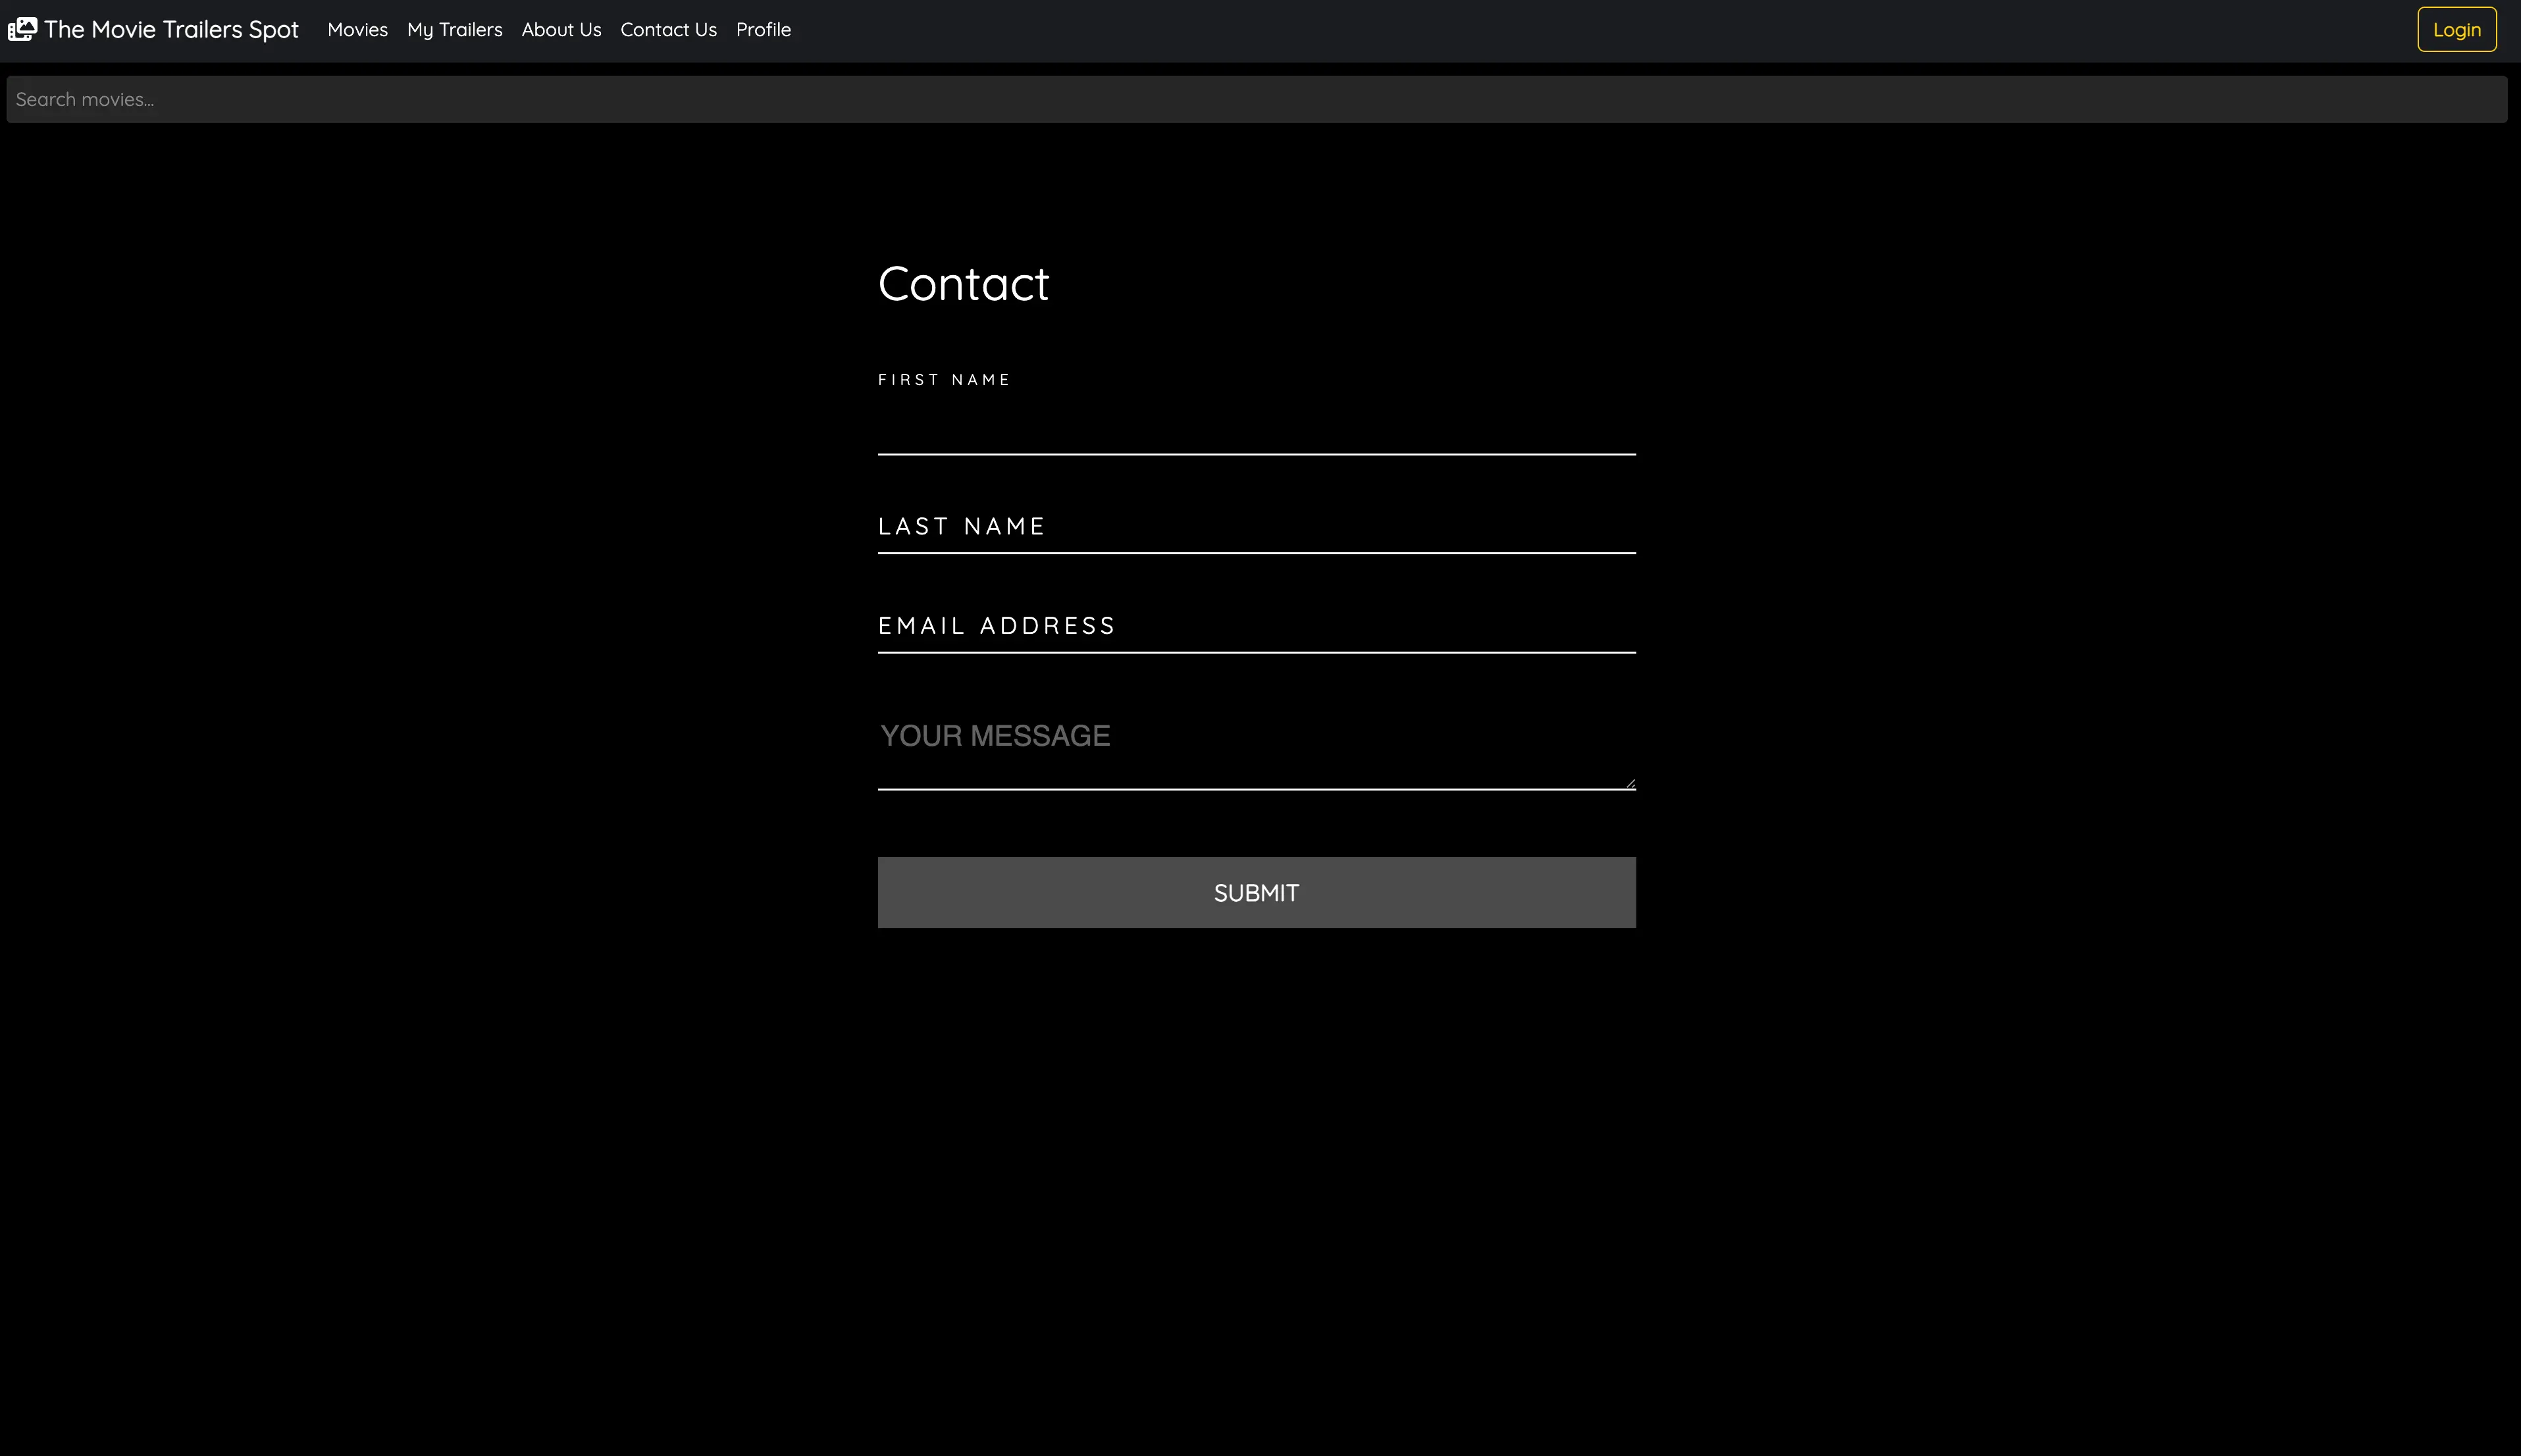 The Movie Trailers Spot Movies My Trailers About Us Contact Us Profile Login
Search movies...
Contact
FIRST NAME
LAST NAME
EMAIL ADDRESS
YOUR MESSAGE
SUBMIT